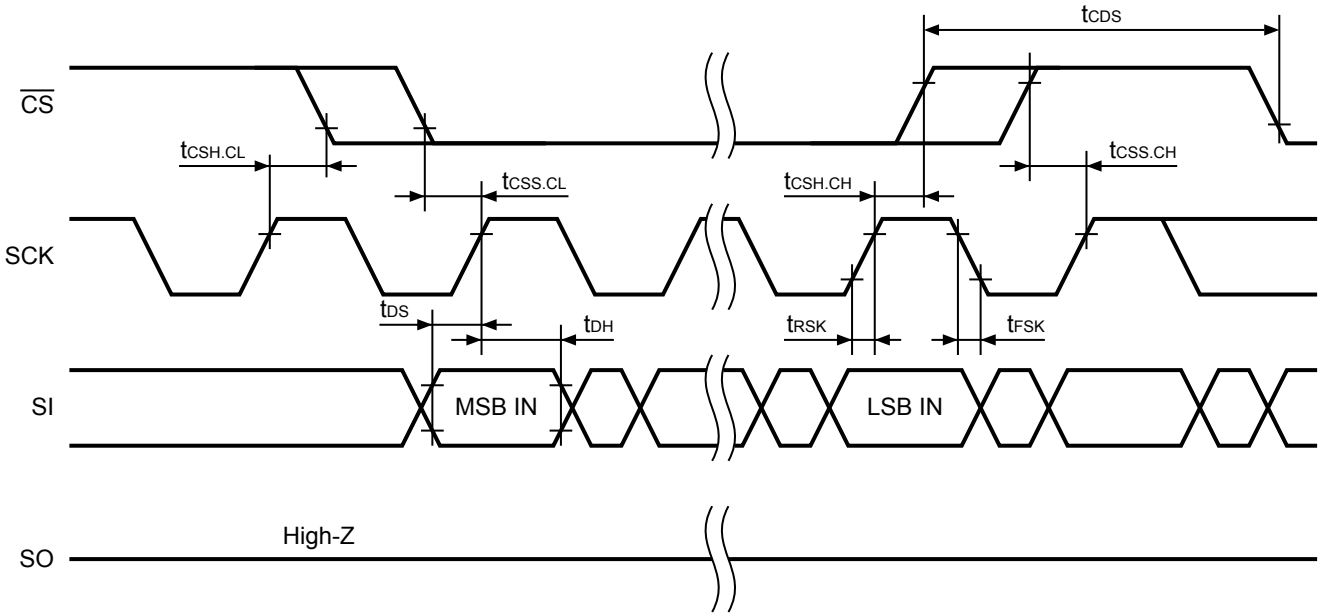 tCDS
CS
tCSH.CL
tCSS.CL
tCSH.CH
tCSS.CH
SCK
tDS
tDH
tRSK
tFSK
SI
MSB IN
LSB IN
High-Z
SO